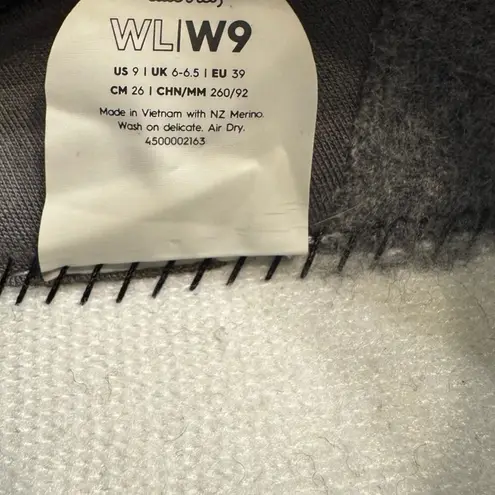 WL|W9
US 9 | UK 6-6.5 | EU 39
CM 26 | CHN/MM 260/92
Made in Vietnam with NZ Merino.
Wash on delicate. Air Dry.
4500002163